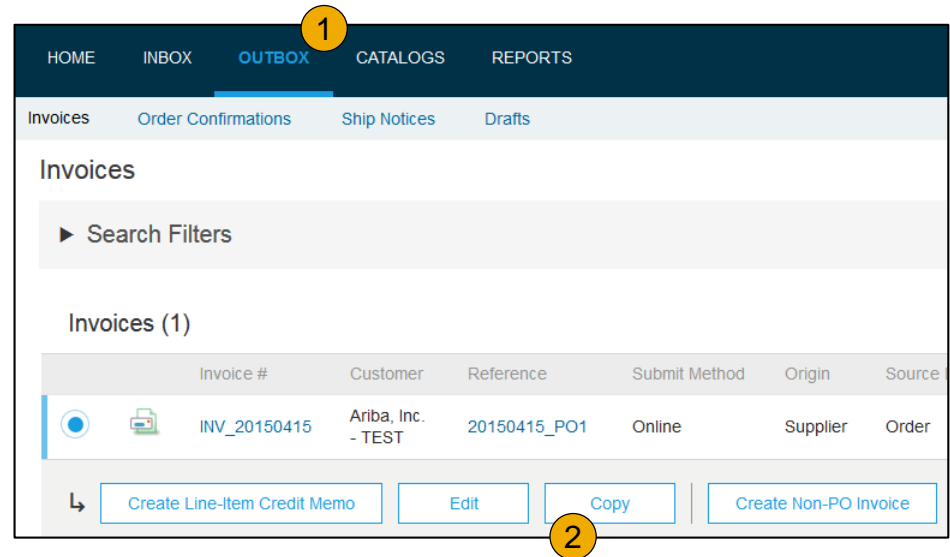 1
HOME INBOX OUTBOX CATALOGS REPORTS
Invoices Order Confirmations Ship Notices Drafts
Invoices
► Search Filters
Invoices (1)
Invoice # Customer Reference Submit Method Origin Source
INV_20150415 Ariba, Inc. - TEST 20150415_PO1 Online Supplier Order
Create Line-Item Credit Memo Edit Copy Create Non-PO Invoice
2